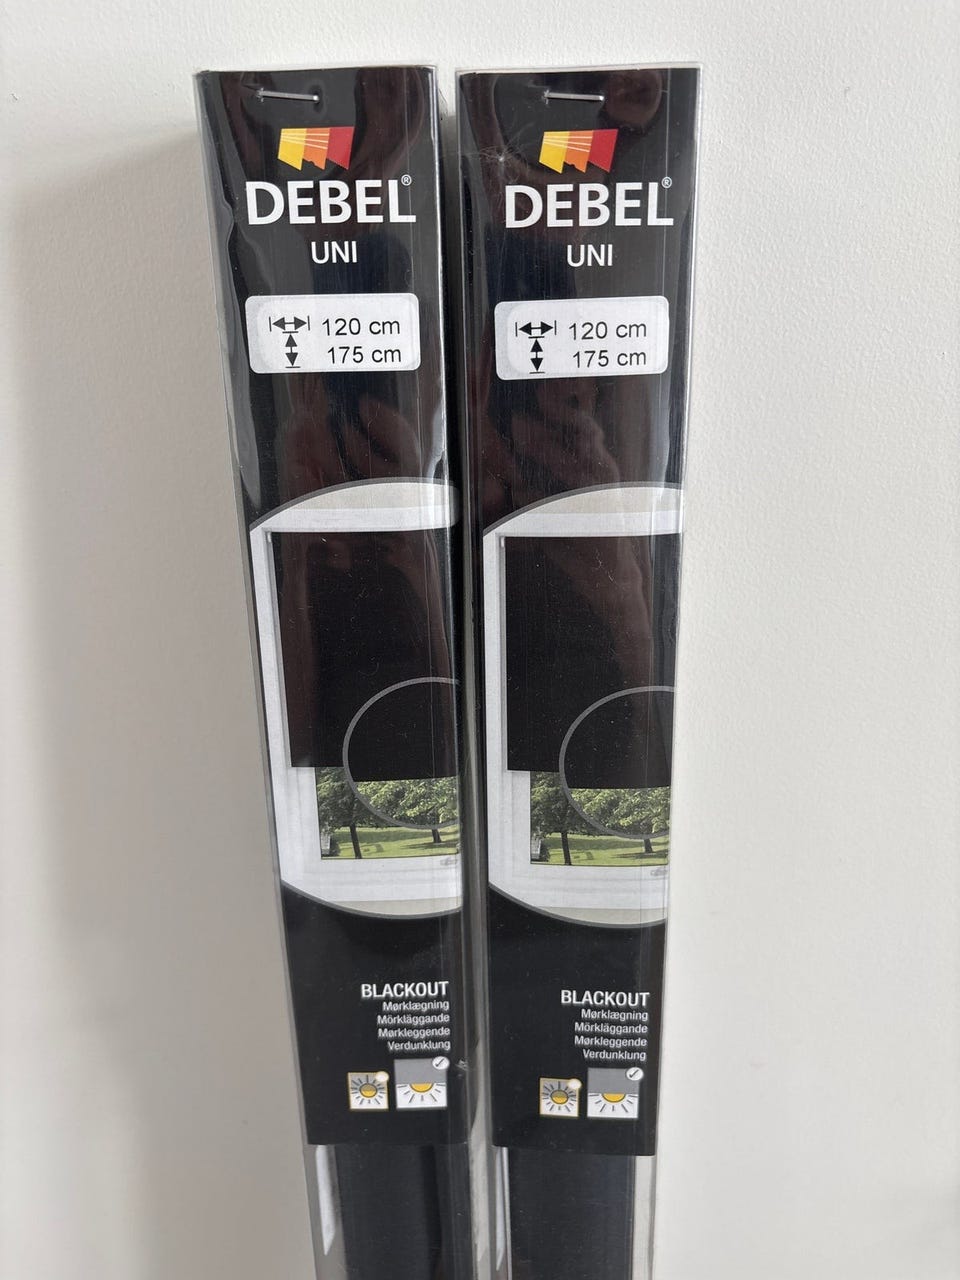 DEBEL®
UNI
120 cm
175 cm
BLACKOUT
Mørklægning
Mörkläggande
Mørkleggende
Verdunklung
DEBEL®
UNI
120 cm
175 cm
BLACKOUT
Mørklægning
Mörkläggande
Mørkleggende
Verdunklung